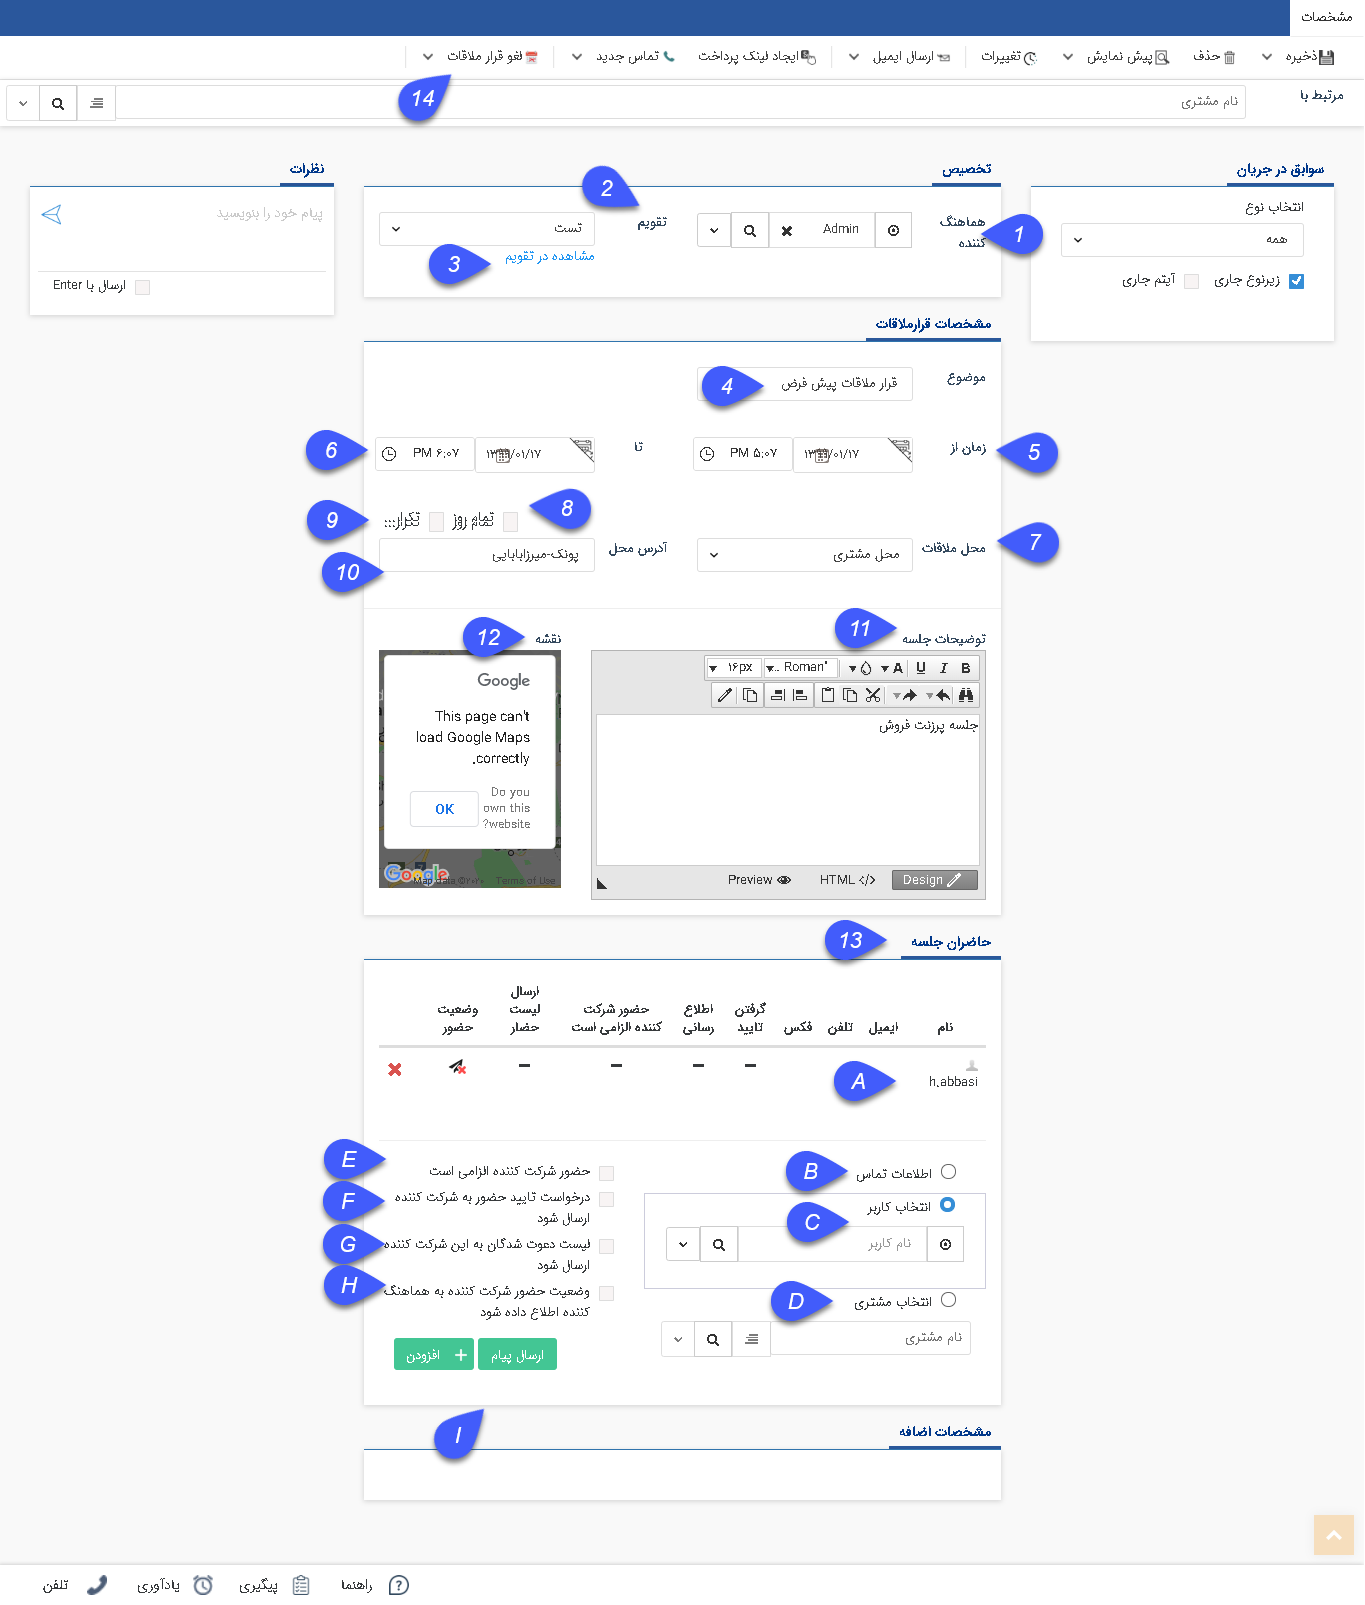 مشخصات
ذخیره حذف پیش نمایش تغییرات ارسال ایمیل ایجاد لینک پرداخت تماس جدید لغو قرار ملاقات
14
مرتبط با نام مشتری
سوابق در جریان
انتخاب نوع
همه
زیرنوع جاری آیتم جاری
تخصیص
2
هماهنگ کننده
1
Admin
تقویم
تست
مشاهده در تقویم
3
نظرات
پیام خود را بنویسید
ارسال با Enter
مشخصات قرارملاقات
موضوع
قرار ملاقات پیش فرض
4
زمان از
5
۵:۰۷ PM
تا
۶:۰۷ PM
6
تمام روز
8
تکرار...
9
محل ملاقات
7
محل مشتری
آدرس محل
پونک-میرزابابایی
10
توضیحات جلسه
11
نقشه
12
"Roman ..
۱۶px
B I U A
جلسه پرزنت فروش
Design
HTML
Preview
Google
This page can't
load Google Maps
correctly.
Do you
own this
website?
OK
Google
Map data ©۲۰۲۰ Terms of Use
حاضران جلسه
13
نام ایمیل تلفن فکس گرفتن تایید اطلاع رسانی حضور شرکت کننده الزامی است ارسال لیست حضار وضعیت حضور
h.abbasi
A
اطلاعات تماس
B
انتخاب کاربر
C
نام کاربر
انتخاب مشتری
D
نام مشتری
حضور شرکت کننده الزامی است
E
درخواست تایید حضور به شرکت کننده
ارسال شود
F
لیست دعوت شدگان به این شرکت کننده
ارسال شود
G
وضعیت حضور شرکت کننده به هماهنگ
کننده اطلاع داده شود
H
ارسال پیام
+ افزودن
I
مشخصات اضافه
راهنما پیگیری یادآوری تلفن